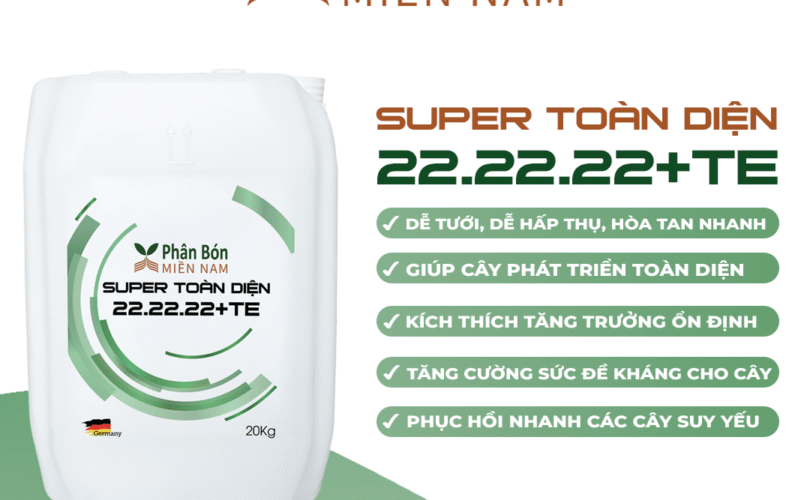 MIỀN NAM
SUPER TOÀN DIỆN
22.22.22+TE
✓ DỄ TƯỚI, DỄ HẤP THỤ, HÒA TAN NHANH
✓ GIÚP CÂY PHÁT TRIỂN TOÀN DIỆN
✓ KÍCH THÍCH TĂNG TRƯỞNG ỔN ĐỊNH
✓ TĂNG CƯỜNG SỨC ĐỀ KHÁNG CHO CÂY
✓ PHỤC HỒI NHANH CÁC CÂY SUY YẾU
Phân Bón
MIỀN NAM
SUPER TOÀN DIỆN
22.22.22+TE
Germany
20Kg